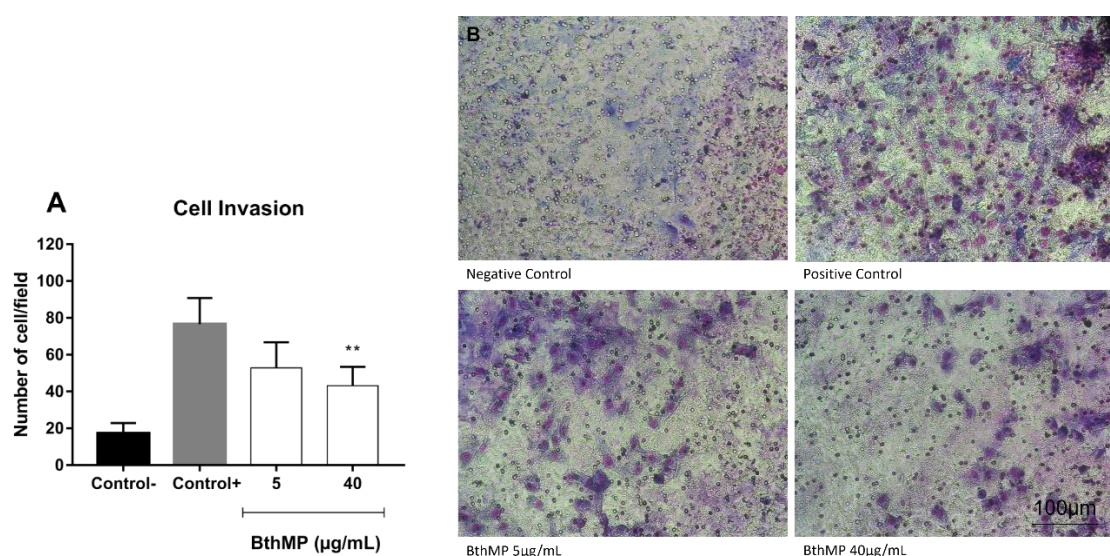 A
Cell Invasion
Number of cell/field
120
100
80
60
40
20
0
**
Control-
Control+
5
40
BthMP (µg/mL)
B
Negative Control
Positive Control
100µm
BthMP 5µg/mL
BthMP 40µg/mL